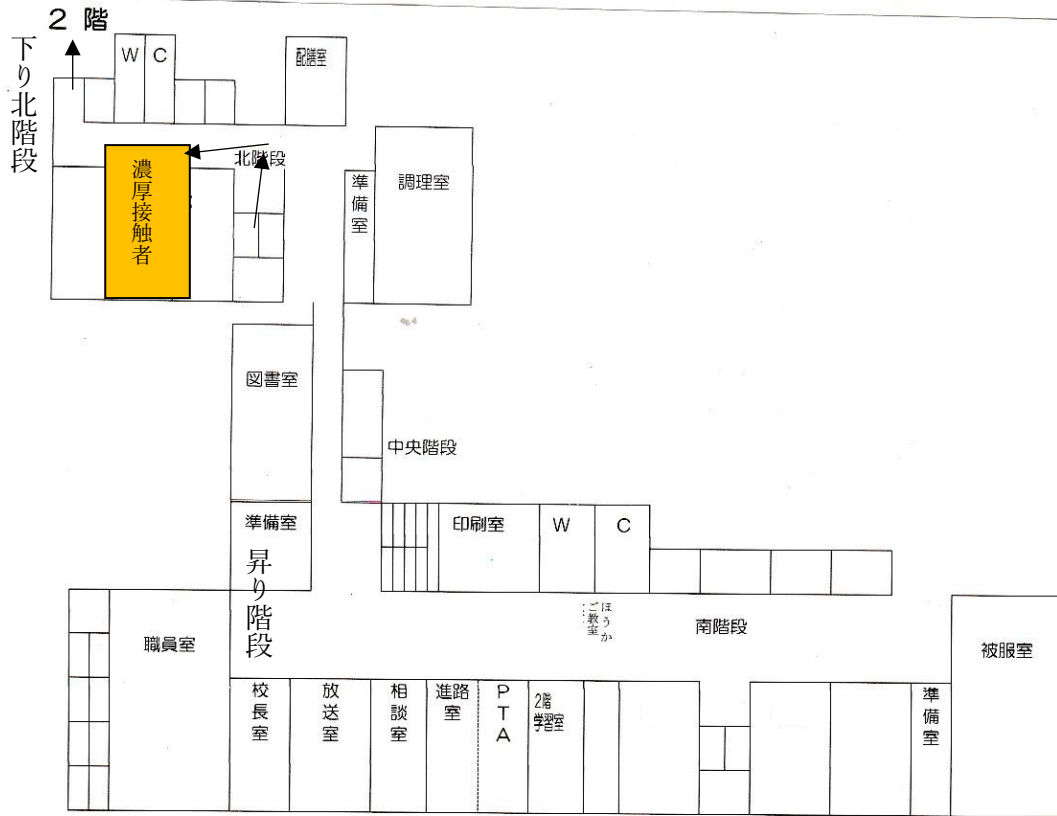 2 階
下り北階段
W C
配膳室
北階段
濃厚接触者
準備室
調理室
図書室
中央階段
準備室
昇り階段
印刷室
W C
ほうか
ご教室
南階段
職員室
被服室
校長室
放送室
相談室
進路室
PTA
2階
学習室
準備室